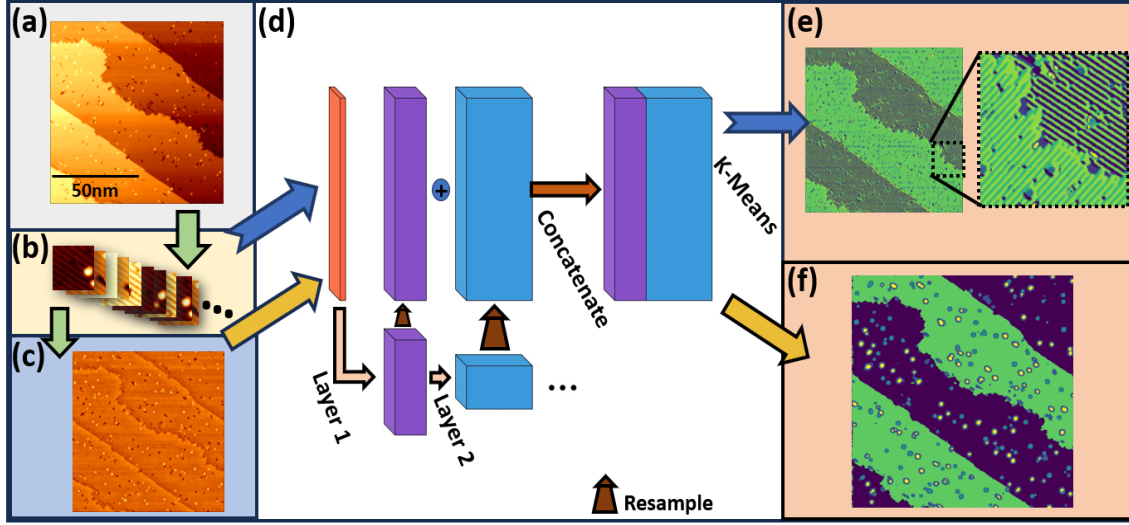 (a)
50nm
(b)
(c)
(d)
+
Concatenate
K-Means
Layer 1
Layer 2
...
Resample
(e)
(f)